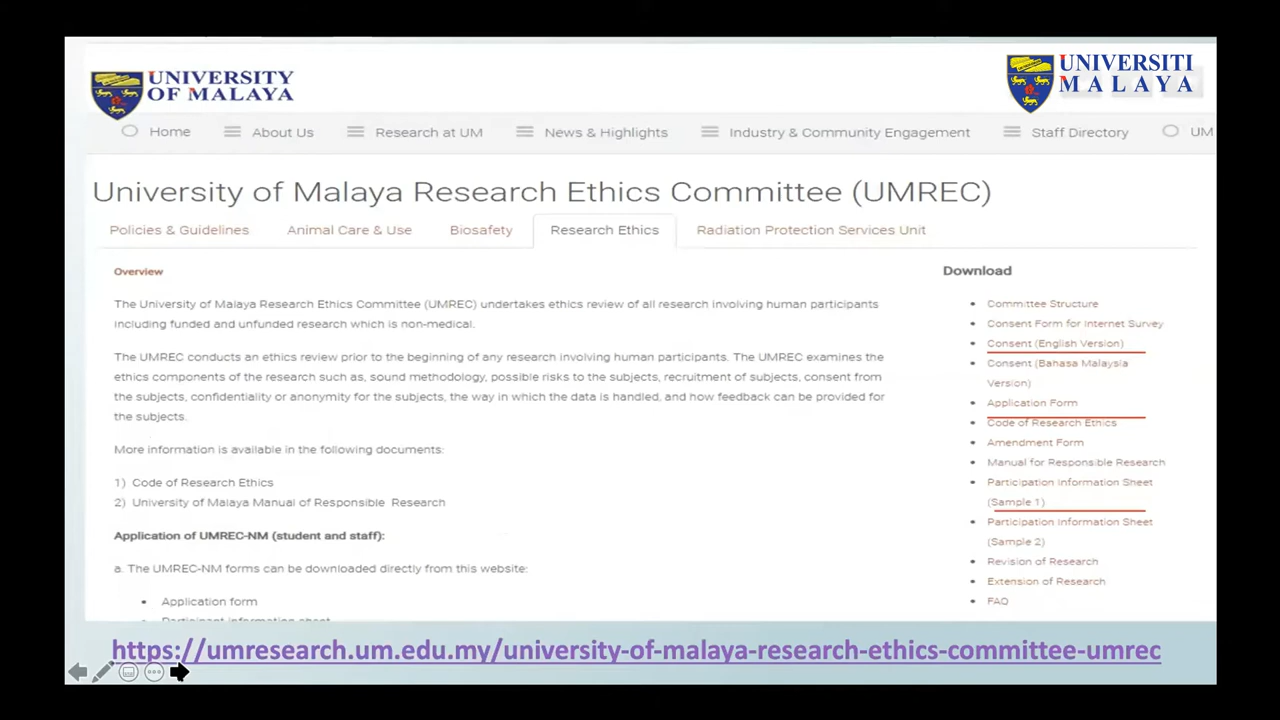 UNIVERSITY
OF MALAYA
UNIVERSITI
MALAYA
Home
About Us
Research at UM
News & Highlights
Industry & Community Engagement
Staff Directory
UM
University of Malaya Research Ethics Committee (UMREC)
Policies & Guidelines
Animal Care & Use
Biosafety
Research Ethics
Radiation Protection Services Unit
Overview
The University of Malaya Research Ethics Committee (UMREC) undertakes ethics review of all research involving human participants
including funded and unfunded research which is non-medical.
The UMREC conducts an ethics review prior to the beginning of any research involving human participants. The UMREC examines the
ethics components of the research such as, sound methodology, possible risks to the subjects, recruitment of subjects, consent from
the subjects, confidentiality or anonymity for the subjects, the way in which the data is handled, and how feedback can be provided for
the subjects.
More information is available in the following documents:
1) Code of Research Ethics
2) University of Malaya Manual of Responsible Research
Application of UMREC-NM (student and staff):
a. The UMREC-NM forms can be downloaded directly from this website:
• Application form
Participant information sheet
Download
• Committee Structure
• Consent Form for Internet Survey
• Consent (English Version)
• Consent (Bahasa Malaysia
Version)
• Application Form
• Code of Research Ethics
• Amendment Form
• Manual for Responsible Research
• Participation Information Sheet
(Sample 1)
• Participation Information Sheet
(Sample 2)
• Revision of Research
• Extension of Research
• FAQ
https://umresearch.um.edu.my/university-of-malaya-research-ethics-committee-umrec